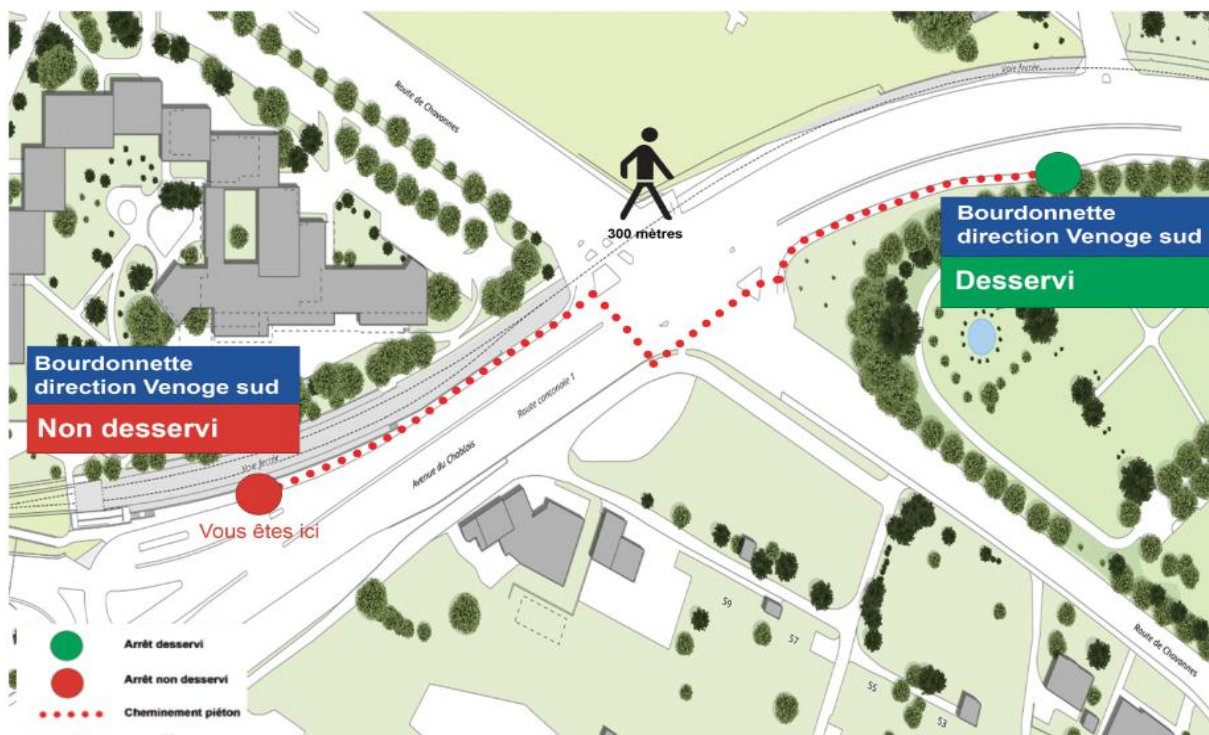 Voie ferrée
Route de Chavannes
300 mètres
Bourdonnette
direction Venoge sud
Desservi
Bourdonnette
direction Venoge sud
Non desservi
Voie ferrée
Route cantonale 1
Avenue du Chablais
Vous êtes ici
59
57
55
53
Route de Chavannes
Arrêt desservi
Arrêt non desservi
Cheminement piéton